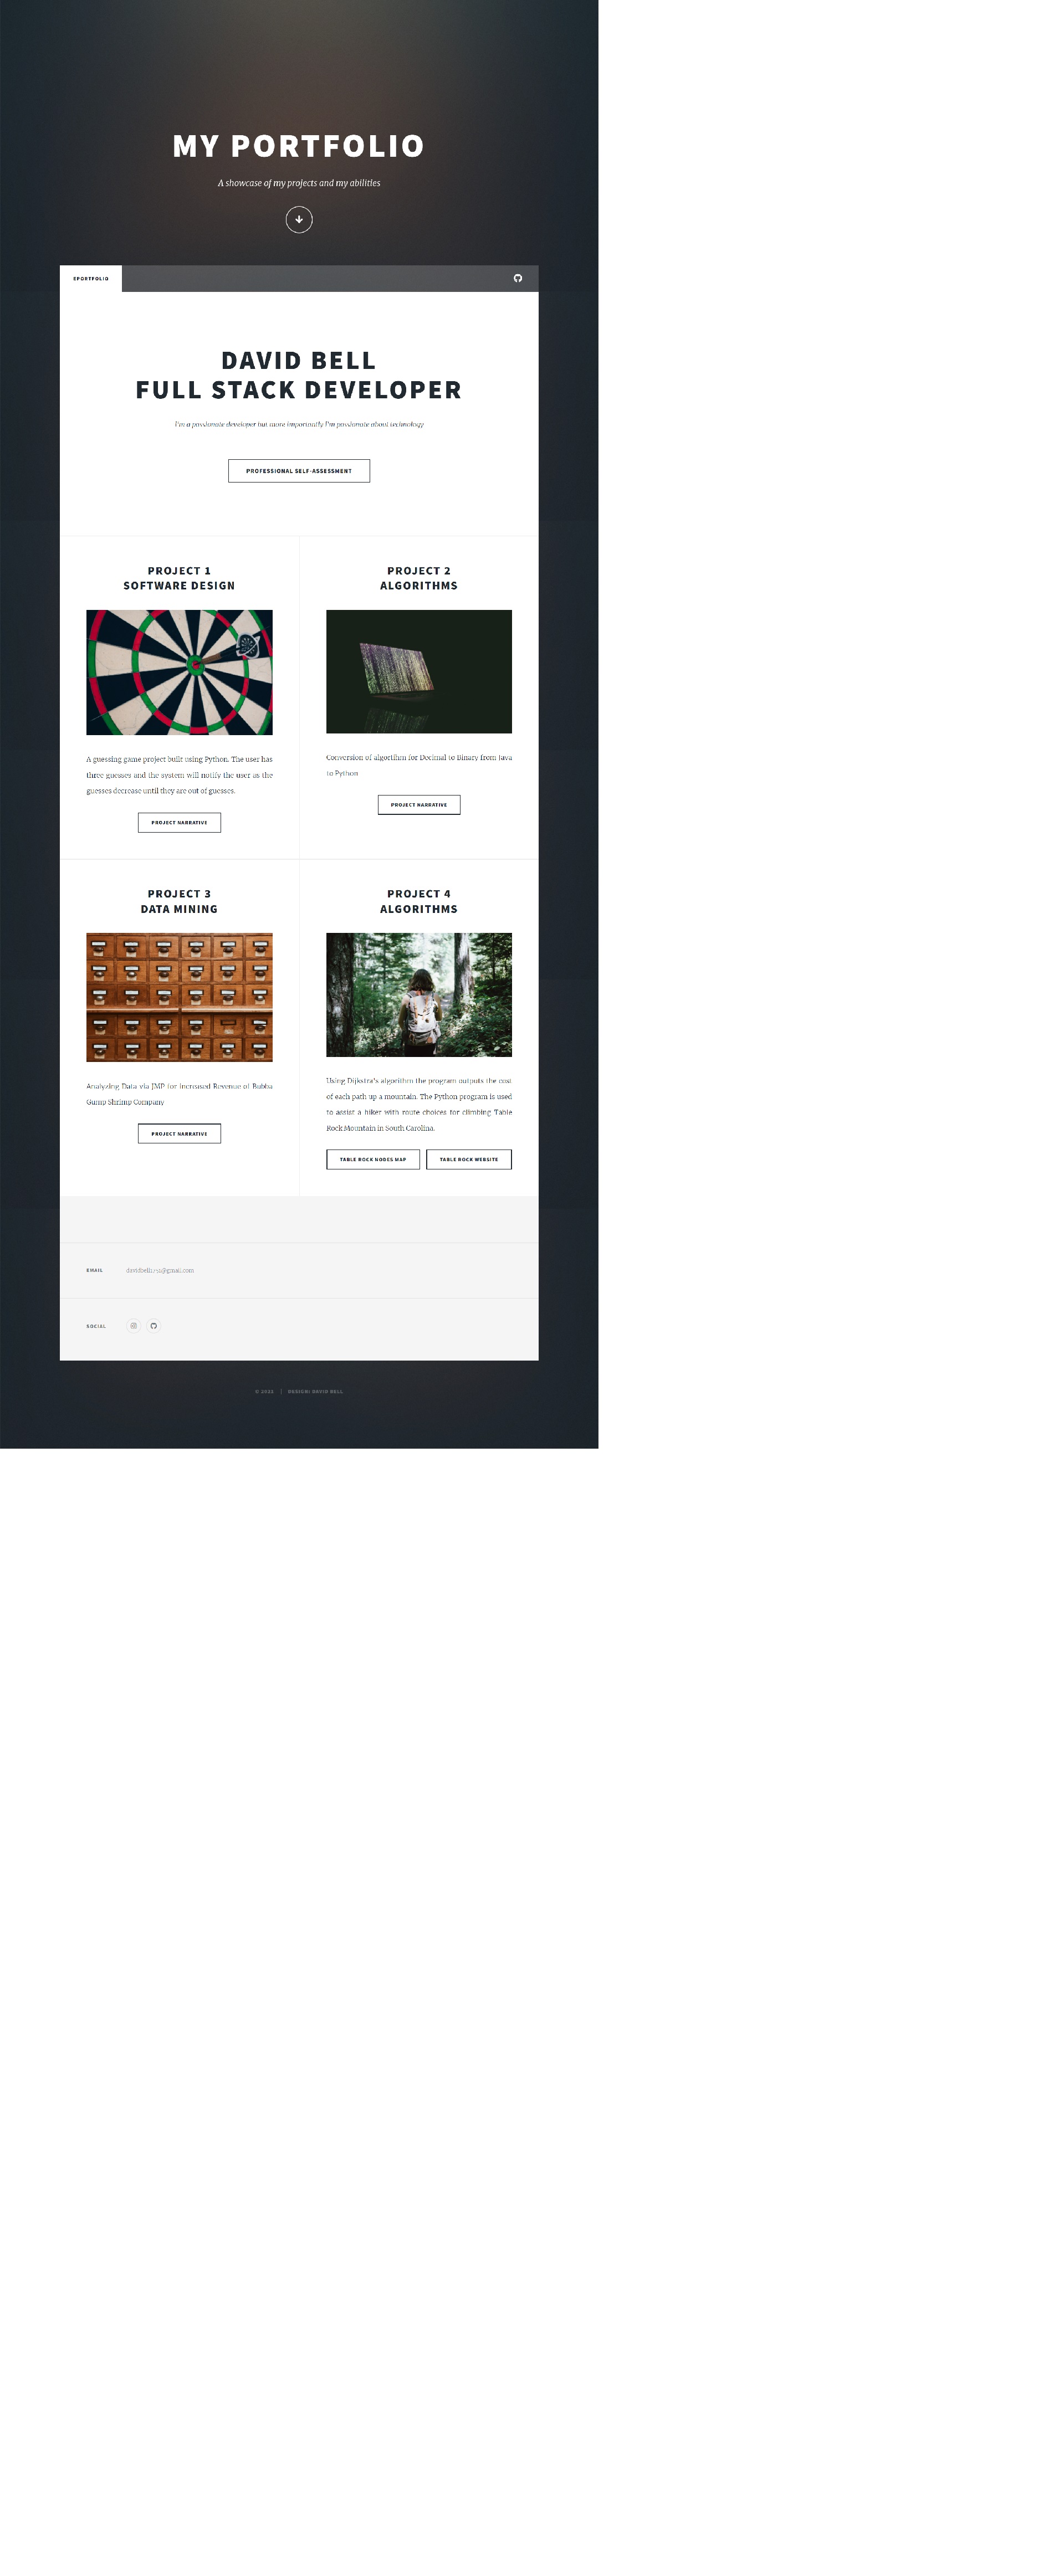 MY PORTFOLIO
A showcase of my projects and my abilities
EPORTFOLIO
DAVID BELL
FULL STACK DEVELOPER
I'm a passionate developer but more importantly I'm passionate about technology
PROFESSIONAL SELF-ASSESSMENT
PROJECT 1
SOFTWARE DESIGN
A guessing game project built using Python. The user has
three guesses and the system will notify the user as the
guesses decrease until they are out of guesses.
PROJECT NARRATIVE
PROJECT 2
ALGORITHMS
Conversion of algortihm for Decimal to Binary from Java
to Python
PROJECT NARRATIVE
PROJECT 3
DATA MINING
Analyzing Data via JMP for Increased Revenue of Bubba
Gump Shrimp Company
PROJECT NARRATIVE
PROJECT 4
ALGORITHMS
Using Dijkstra's algorithm the program outputs the cost
of each path up a mountain. The Python program is used
to assist a hiker with route choices for climbing Table
Rock Mountain in South Carolina.
TABLE ROCK NODES MAP
TABLE ROCK WEBSITE
EMAIL
SOCIAL
© 2021 | DESIGN: DAVID BELL